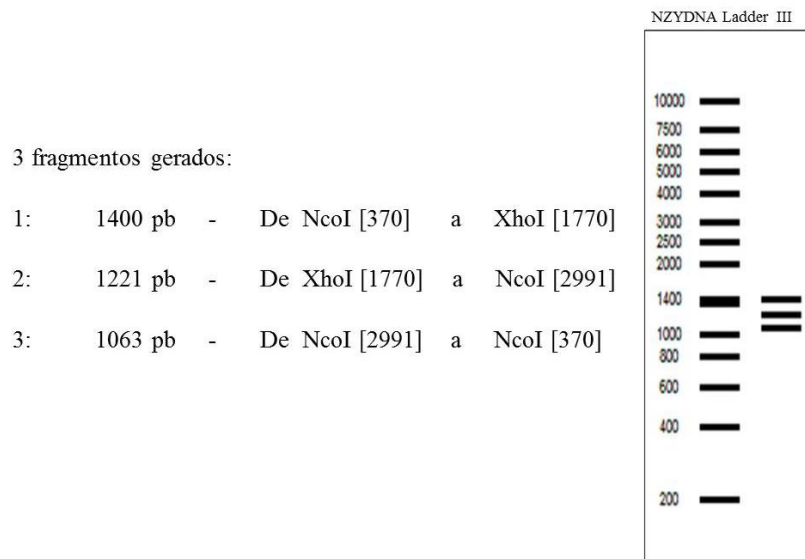 NZYDNA Ladder III
3 fragmentos gerados:
1: 1400 pb - De NcoI [370] a XhoI [1770]
2: 1221 pb - De XhoI [1770] a NcoI [2991]
3: 1063 pb - De NcoI [2991] a NcoI [370]
10000
7500
6000
5000
4000
3000
2500
2000
1400
1000
800
600
400
200